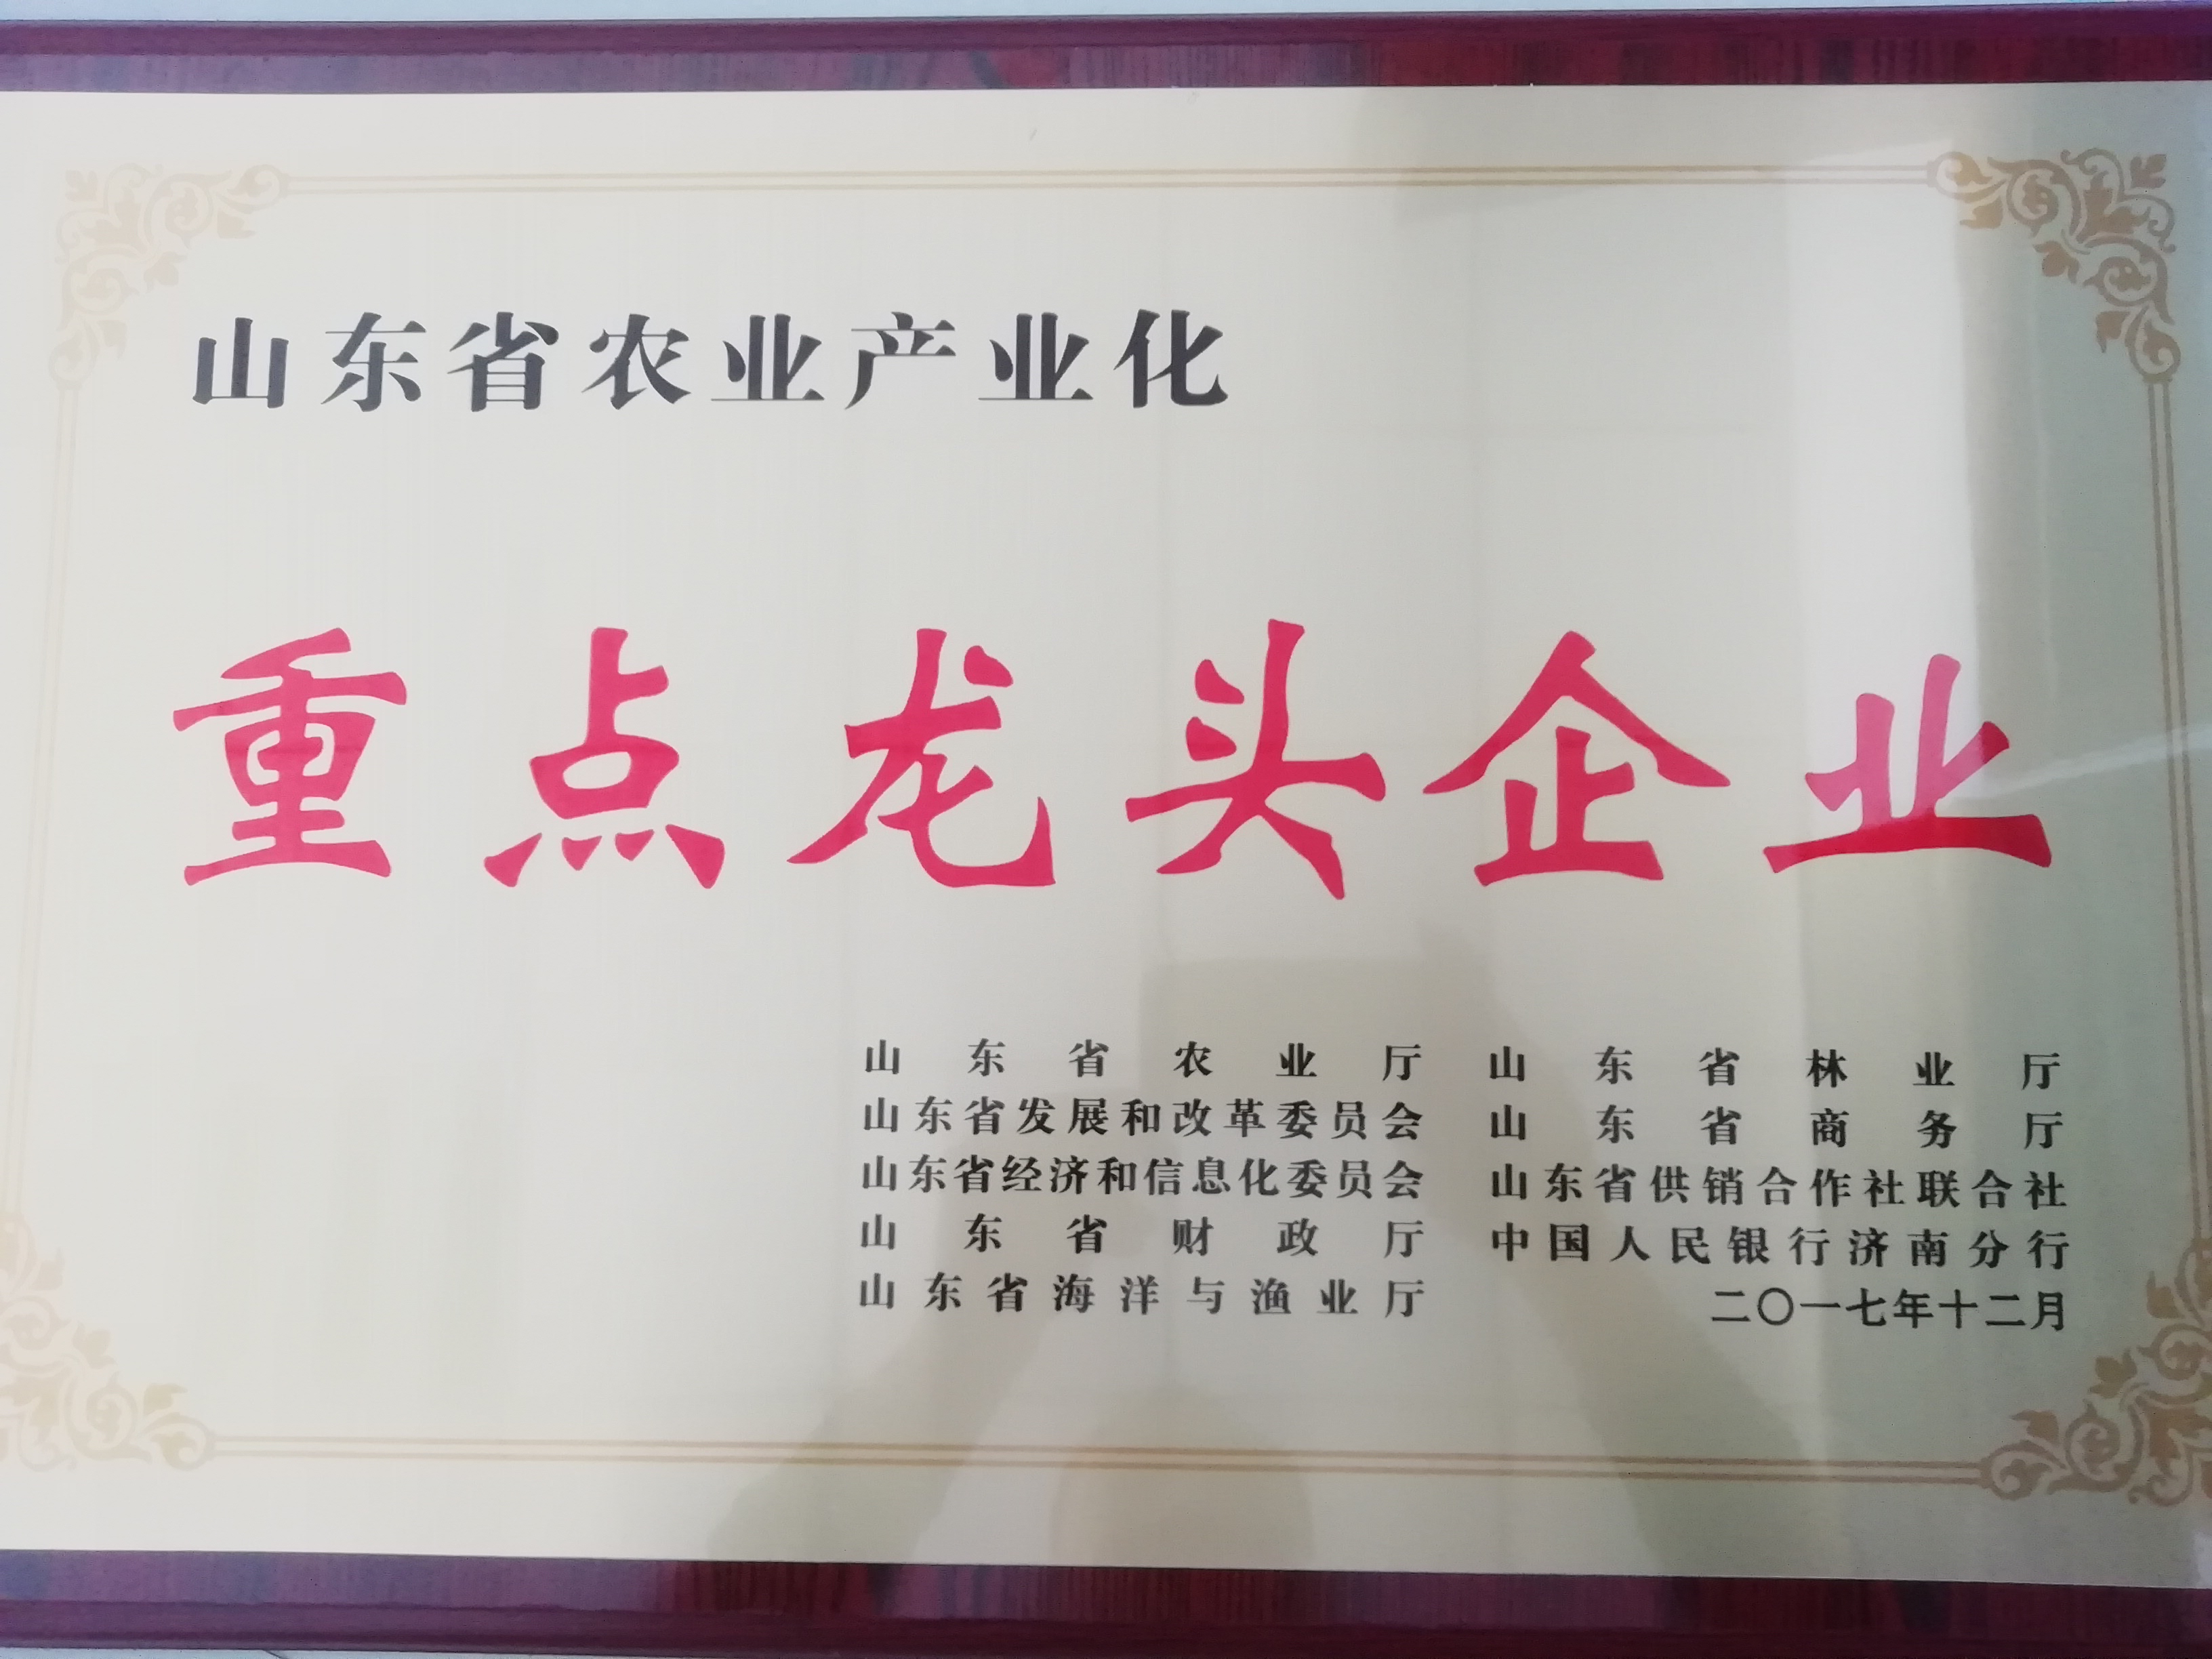 山东省农业产业化
重点龙头企业
山东省农业厅
山东省发展和改革委员会
山东省经济和信息化委员会
山东省财政厅
山东省海洋与渔业厅
山东省林业厅
山东省商务厅
山东省供销合作社联合社
中国人民银行济南分行
二〇一七年十二月